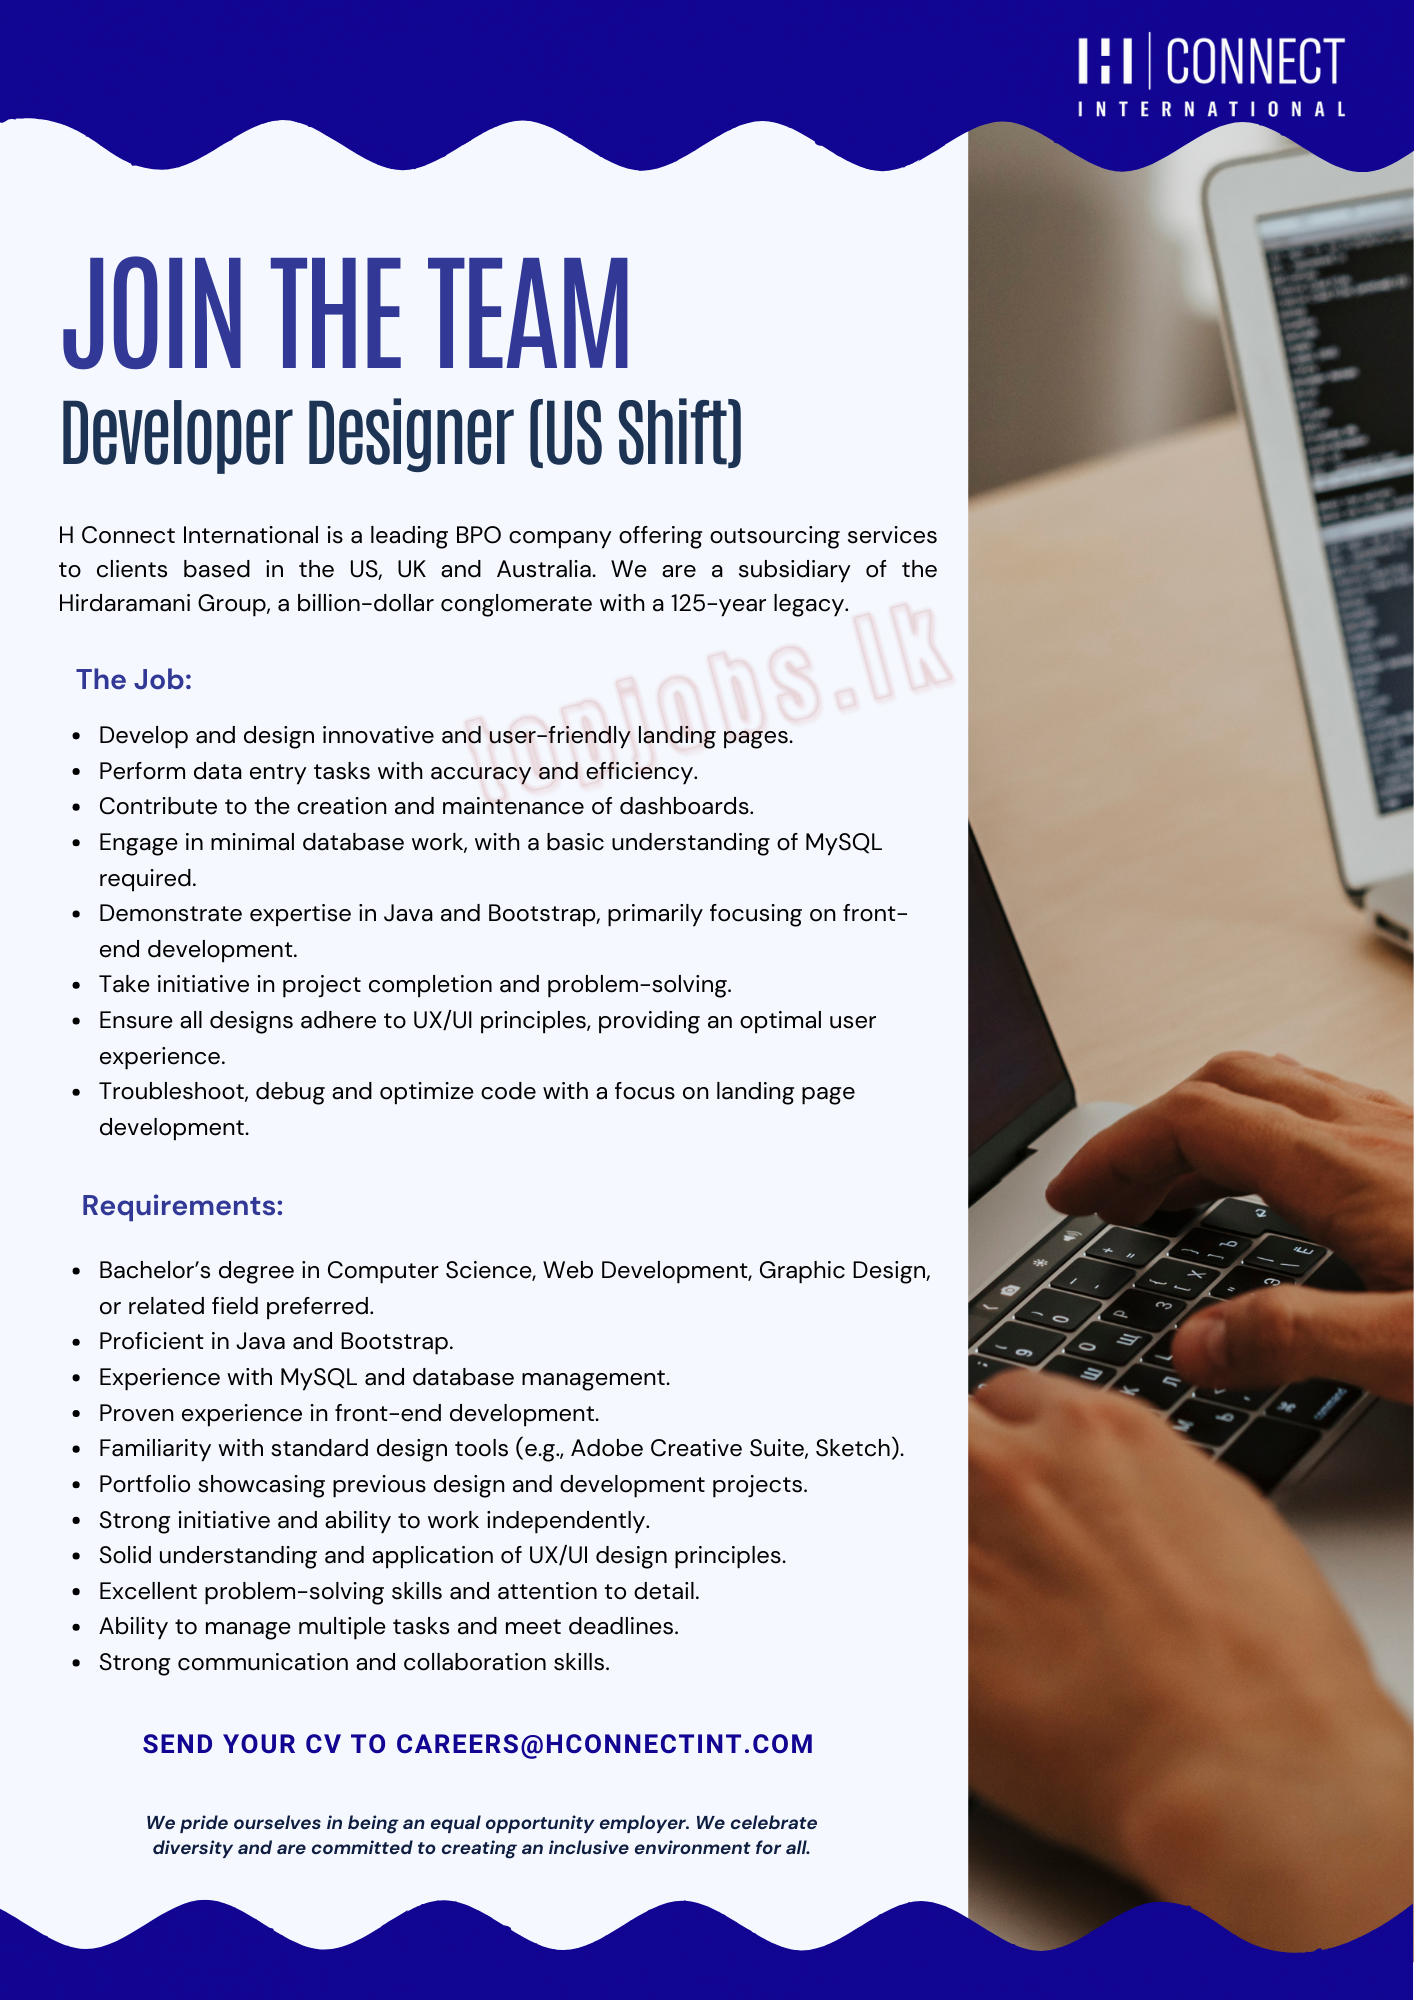 H|H CONNECT
INTERNATIONAL
JOIN THE TEAM
Developer Designer (US Shift)
H Connect International is a leading BPO company offering outsourcing services
to clients based in the US, UK and Australia. We are a subsidiary of the
Hirdaramani Group, a billion-dollar conglomerate with a 125-year legacy.
topjobs.lk
The Job:
• Develop and design innovative and user-friendly landing pages.
• Perform data entry tasks with accuracy and efficiency.
• Contribute to the creation and maintenance of dashboards.
• Engage in minimal database work, with a basic understanding of MySQL
required.
• Demonstrate expertise in Java and Bootstrap, primarily focusing on front-
end development.
• Take initiative in project completion and problem-solving.
• Ensure all designs adhere to UX/UI principles, providing an optimal user
experience.
• Troubleshoot, debug and optimize code with a focus on landing page
development.
Requirements:
• Bachelor’s degree in Computer Science, Web Development, Graphic Design,
or related field preferred.
• Proficient in Java and Bootstrap.
• Experience with MySQL and database management.
• Proven experience in front-end development.
• Familiarity with standard design tools (e.g., Adobe Creative Suite, Sketch).
• Portfolio showcasing previous design and development projects.
• Strong initiative and ability to work independently.
• Solid understanding and application of UX/UI design principles.
• Excellent problem-solving skills and attention to detail.
• Ability to manage multiple tasks and meet deadlines.
• Strong communication and collaboration skills.
SEND YOUR CV TO CAREERS@HCONNECTINT.COM
We pride ourselves in being an equal opportunity employer. We celebrate
diversity and are committed to creating an inclusive environment for all.
command